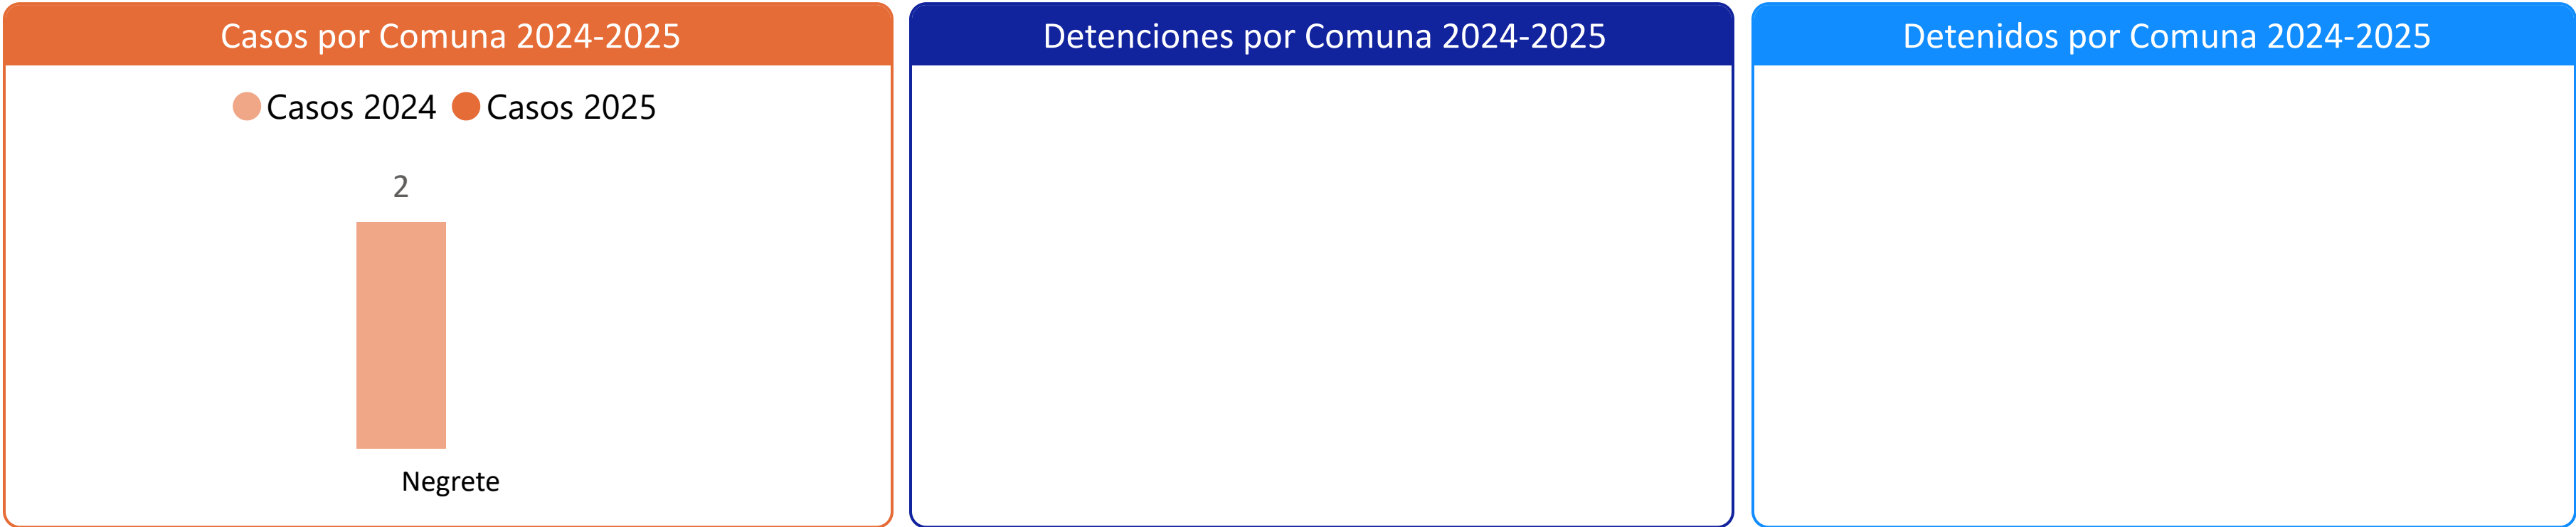 Casos por Comuna 2024-2025
Casos 2024 Casos 2025
2
Negrete
Detenciones por Comuna 2024-2025
Detenidos por Comuna 2024-2025